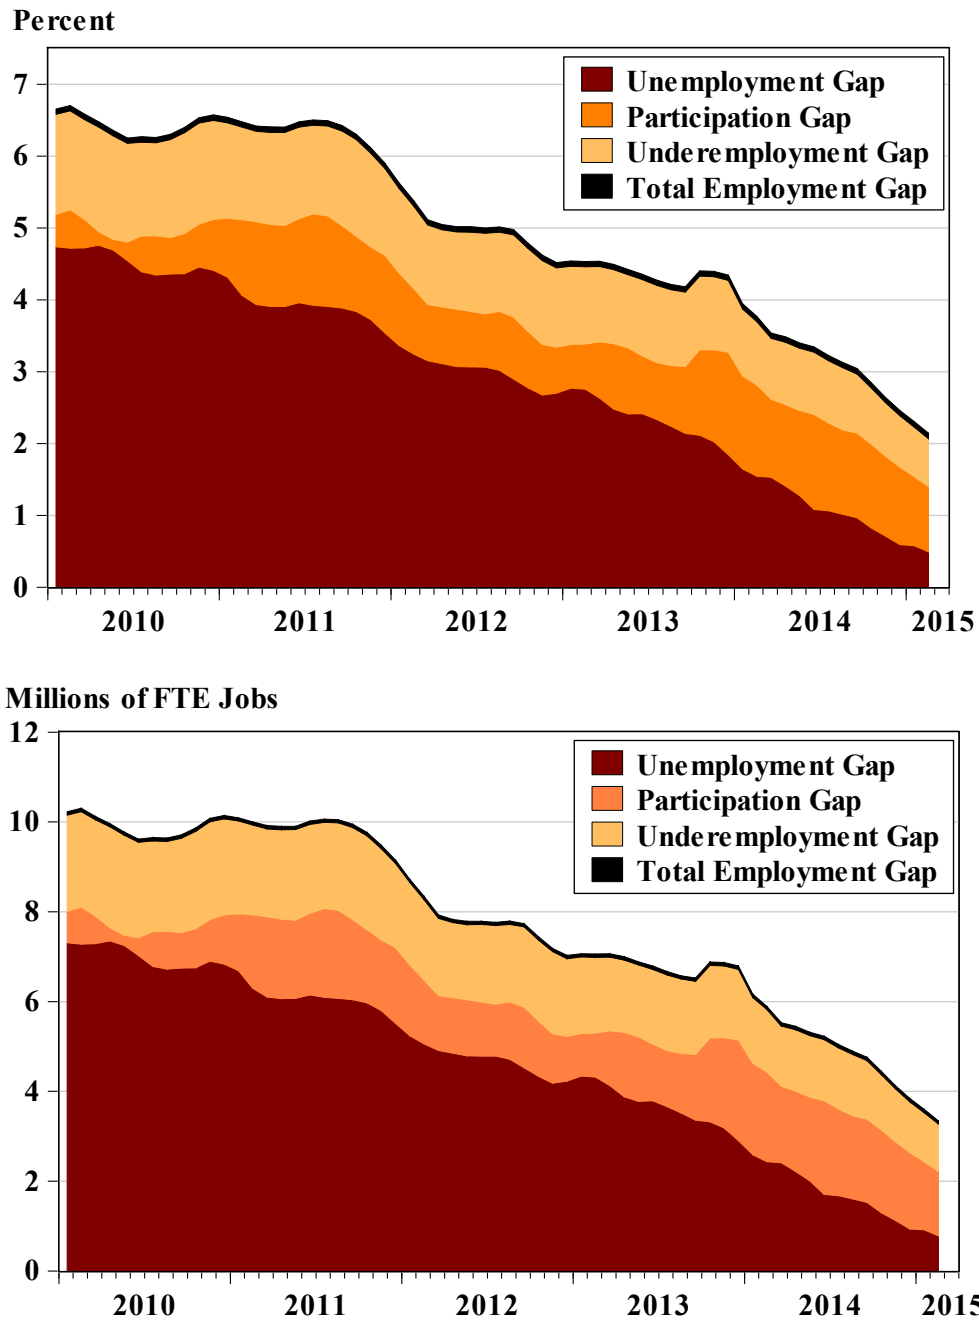 Percent
7
6
5
4
3
2
1
0
Unemployment Gap
Participation Gap
Underemployment Gap
Total Employment Gap
2010 2011 2012 2013 2014 2015
Millions of FTE Jobs
12
10
8
6
4
2
0
Unemployment Gap
Participation Gap
Underemployment Gap
Total Employment Gap
2010 2011 2012 2013 2014 2015